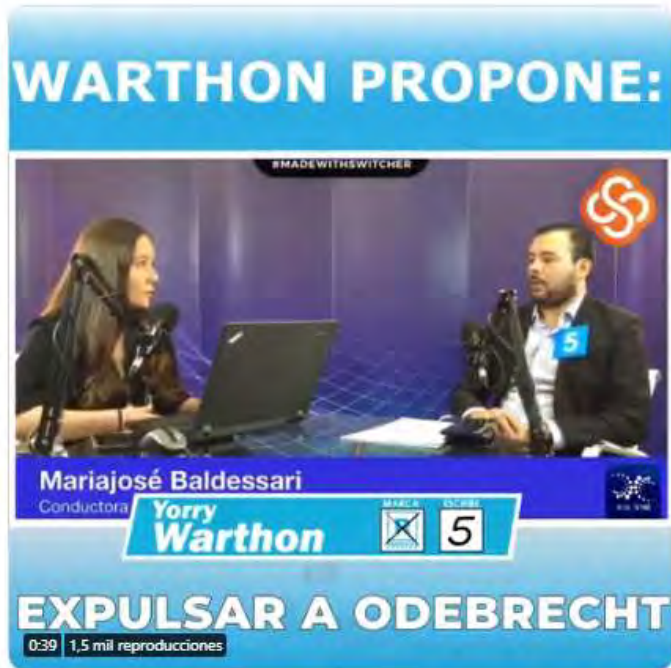 WARTHON PROPONE:
#MADEWITHSWITCHER
5
Mariajosé Baldessari
Conductora
Yorry
Warthon
MARCA
ESCRIBE
5
EXPULSAR A ODEBRECHT
0:39
1,5 mil reproducciones